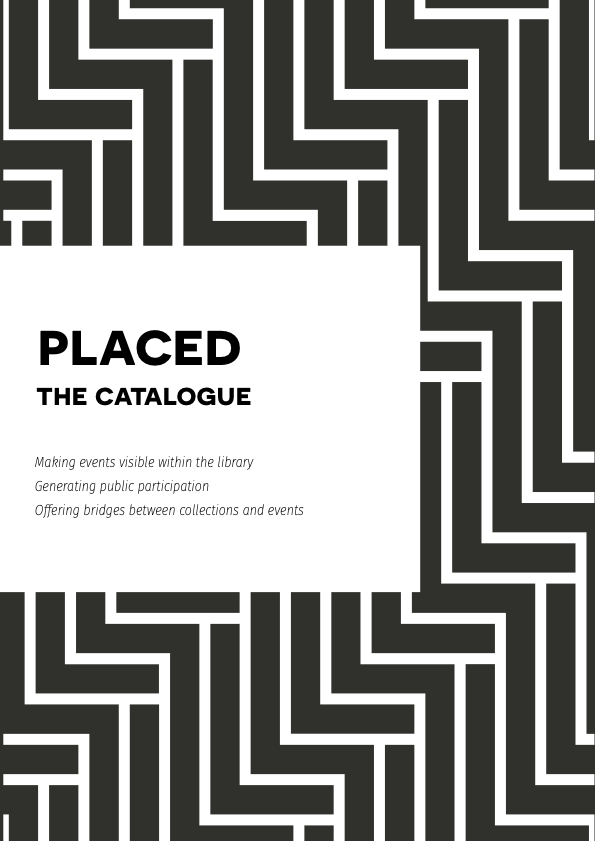 PLACED
THE CATALOGUE
Making events visible within the library
Generating public participation
Offering bridges between collections and events